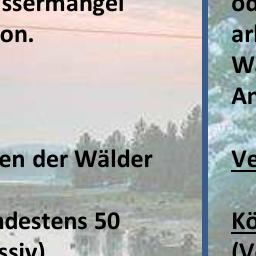 ssermangel
on.
en der Wälder
ndestens 50
ssiv)
od
ar
W
An
Ve
Kö
(V